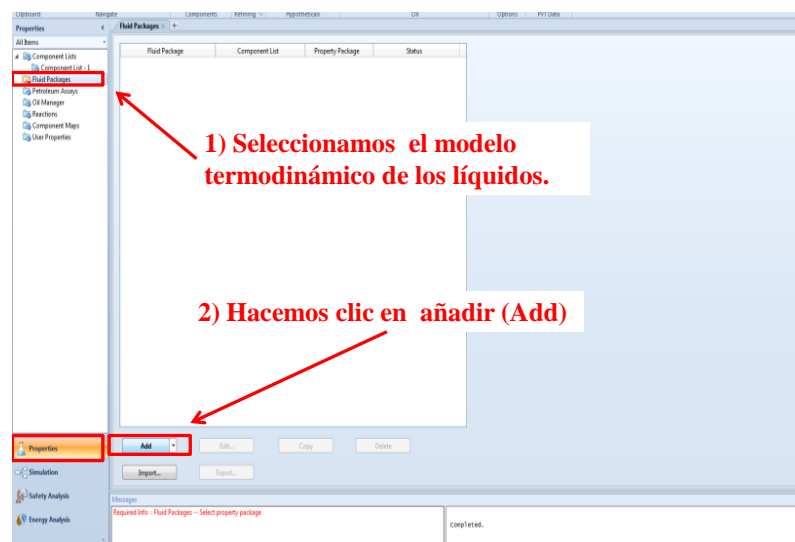 Clipboard Navigate Components Refining Hypotheticals Oil Options PVT Data
Properties < Fluid Packages × +
All Items
Fluid Package Component List Property Package Status
Component Lists
Component List - 1
Fluid Packages
Petroleum Assays
Oil Manager
Reactions
Component Maps
User Properties
1) Seleccionamos el modelo
termodinámico de los líquidos.
2) Hacemos clic en añadir (Add)
Properties
Add Edit... Copy Delete
Simulation
Import... Export...
Safety Analysis
Messages
Required Info : Fluid Packages -- Select property package
Energy Analysis
Completed.